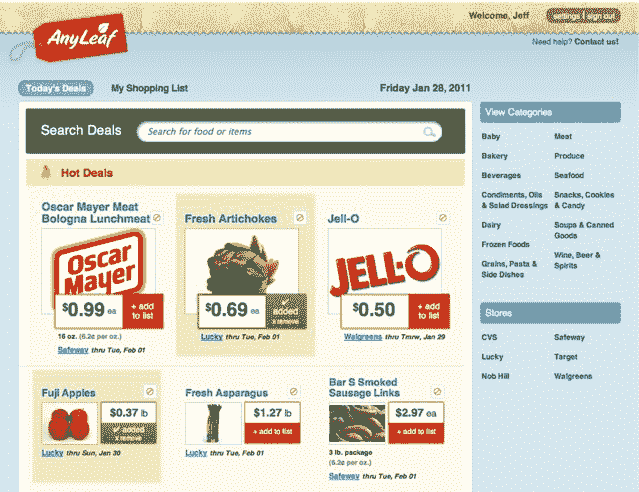 AnyLeaf
Welcome, Jeff
settings | sign out
Need help? Contact us!
Today's Deals
My Shopping List
Friday Jan 28, 2011
Search Deals
Search for food or items
Hot Deals
Oscar Mayer Meat
Bologna Lunchmeat
Oscar
Mayer
$0.99 ea
+ add
to list
16 oz. (6.2¢ per oz.)
Safeway thru Tue, Feb 01
Fresh Artichokes
$0.69 ea
added
x remove
Lucky thru Tue, Feb 01
Jell-O
JELL-O
$0.50
+ add
to list
Walgreens thru Tmrw, Jan 29
Fuji Apples
$0.37 lb
added
x remove
Lucky thru Sun, Jan 30
Fresh Asparagus
$1.27 lb
+ add to list
Lucky thru Tue, Feb 01
Bar S Smoked
Sausage Links
$2.97 ea
+ add to list
3 lb. package
(6.2¢ per oz.)
Safeway thru Tue, Feb 01
View Categories
Baby
Bakery
Beverages
Condiments, Oils
& Salad Dressings
Dairy
Frozen Foods
Grains, Pasta &
Side Dishes
Meat
Produce
Seafood
Snacks, Cookies
& Candy
Soups & Canned
Goods
Wine, Beer &
Spirits
Stores
CVS
Lucky
Nob Hill
Safeway
Target
Walgreens